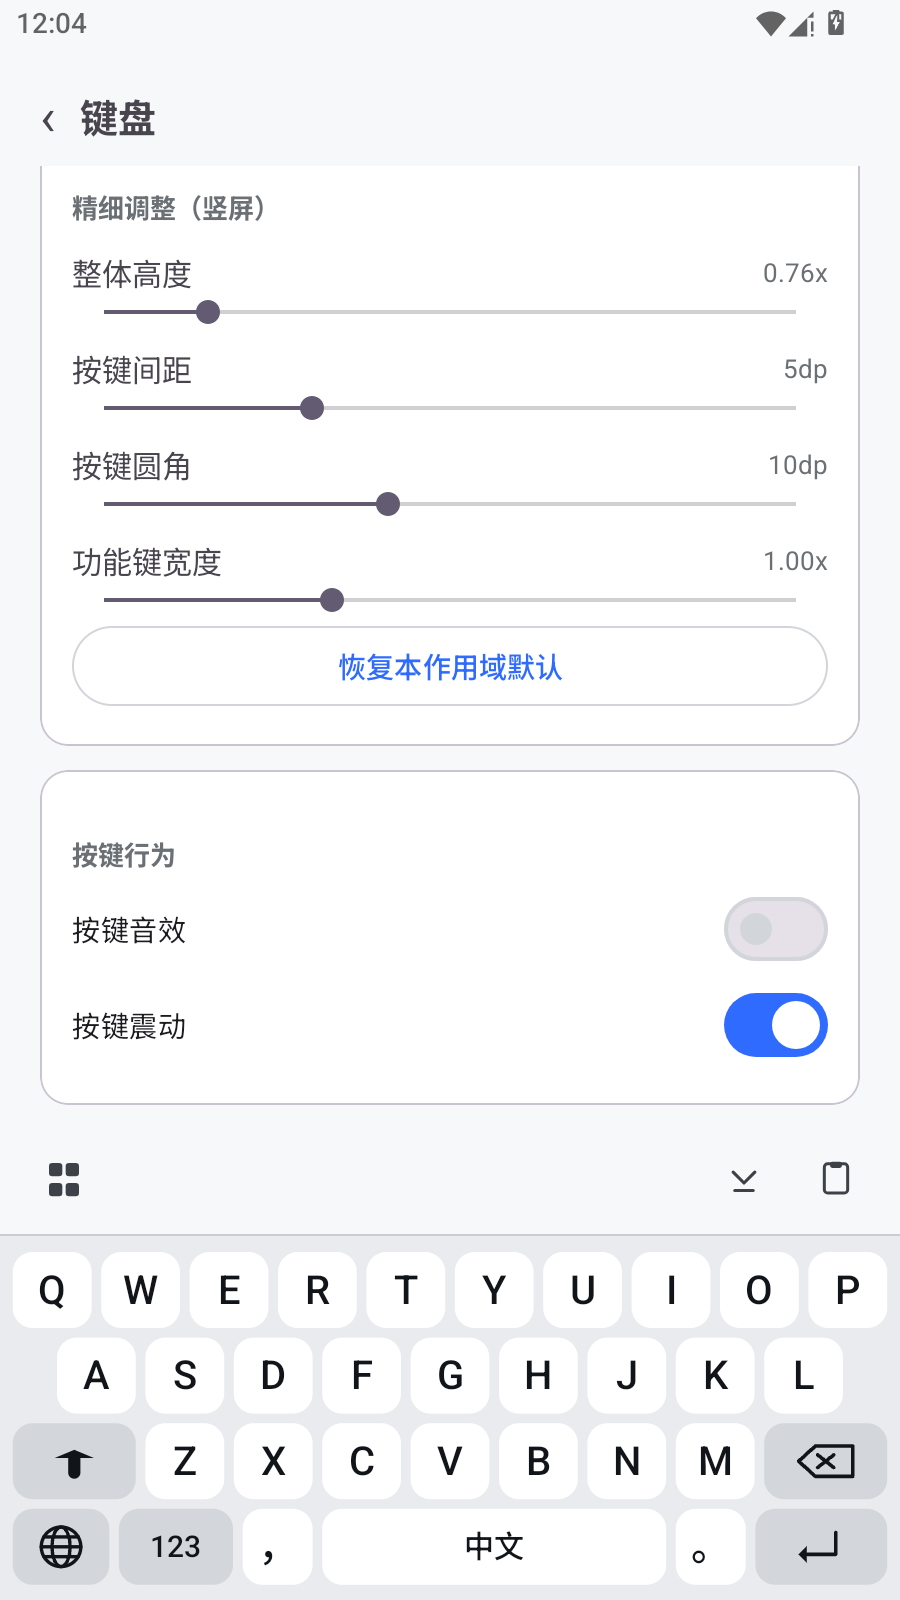 12:04
键盘
精细调整（竖屏）
整体高度 0.76x
按键间距 5dp
按键圆角 10dp
功能键宽度 1.00x
恢复本作用域默认
按键行为
按键音效
按键震动
Q W E R T Y U I O P
A S D F G H J K L
Z X C V B N M
123 ， 中文 。